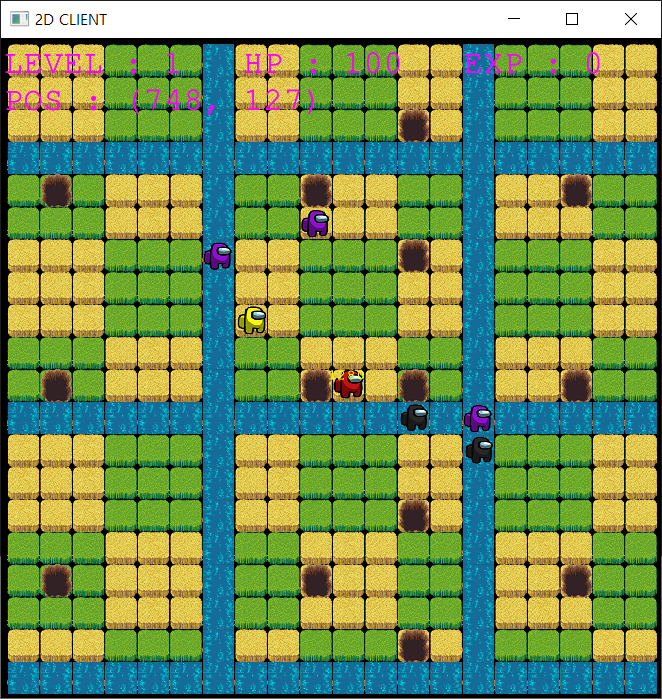 2D CLIENT
LEVEL : 1 HP : 100 EXP : 0
POS : (748, 127)